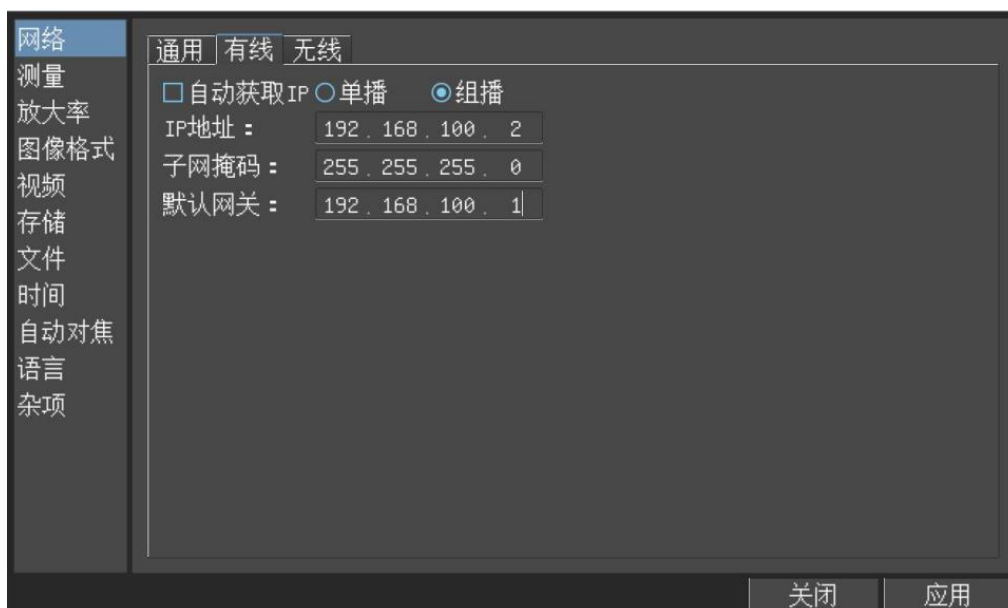 网络
测量
放大率
图像格式
视频
存储
文件
时间
自动对焦
语言
杂项
通用 有线 无线
自动获取IP 单播 组播
IP地址： 192 . 168 . 100 . 2
子网掩码： 255 . 255 . 255 . 0
默认网关： 192 . 168 . 100 . 1
关闭 应用